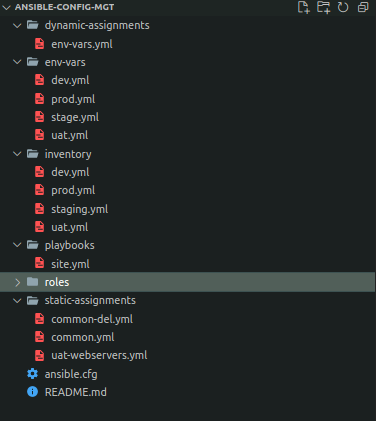 ANSIBLE-CONFIG-MGT
dynamic-assignments
env-vars.yml
env-vars
dev.yml
prod.yml
stage.yml
uat.yml
inventory
dev.yml
prod.yml
staging.yml
uat.yml
playbooks
site.yml
roles
static-assignments
common-del.yml
common.yml
uat-webservers.yml
ansible.cfg
README.md